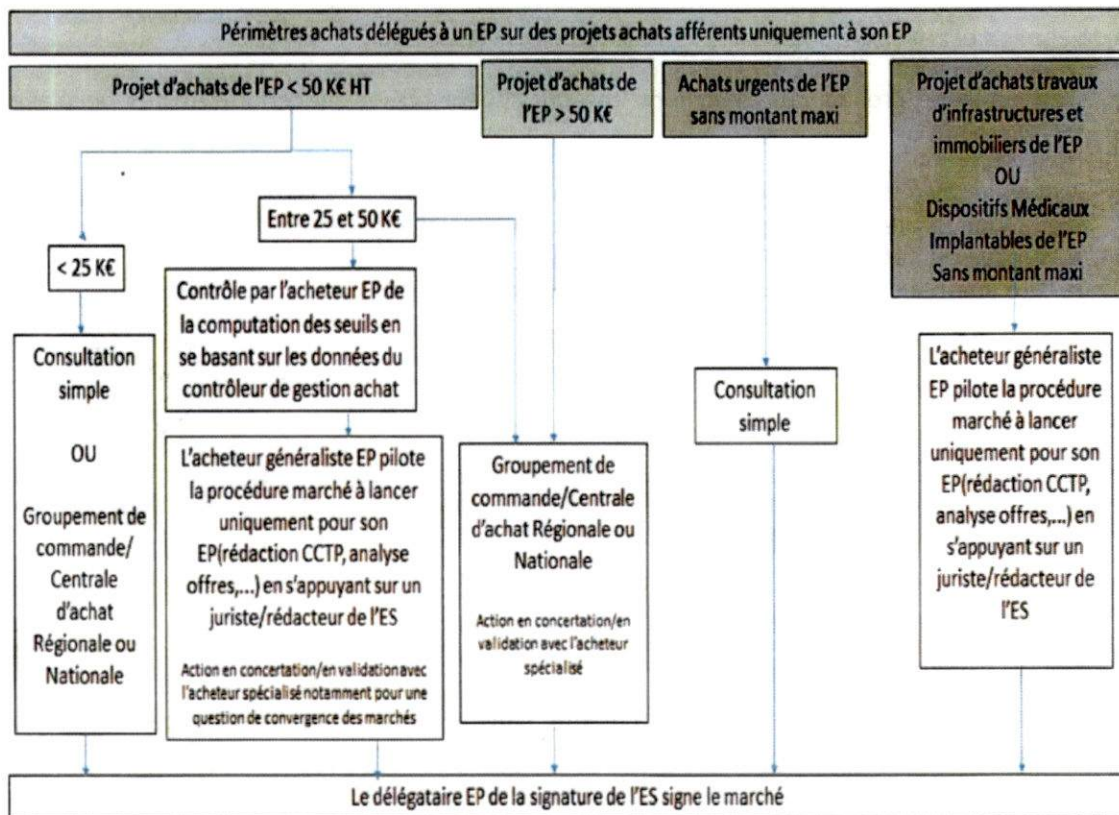 Périmètres achats délégués à un EP sur des projets achats afférents uniquement à son EP
Projet d'achats de l'EP < 50 K€ HT
Projet d'achats de
l'EP > 50 K€
Achats urgents de l'EP
sans montant maxi
Projet d'achats travaux
d'infrastructures et
immobiliers de l'EP
OU
Dispositifs Médicaux
Implantables de l'EP
Sans montant maxi
< 25 K€
Entre 25 et 50 K€
Consultation
simple
OU
Groupement de
commande/
Centrale
d'achat
Régionale ou
Nationale
Contrôle par l'acheteur EP de
la computation des seuils en
se basant sur les données du
contrôleur de gestion achat
L'acheteur généraliste EP pilote
la procédure marché à lancer
uniquement pour son
EP(rédaction CCTP, analyse
offres,...) en s'appuyant sur un
juriste/rédacteur de l'ES
Action en concertation/en validation avec
l'acheteur spécialisé notamment pour une
question de convergence des marchés
Groupement de
commande/Centrale
d'achat Régionale ou
Nationale
Action en concertation/en
validation avec l'acheteur
spécialisé
Consultation
simple
L'acheteur généraliste
EP pilote la procédure
marché à lancer
uniquement pour son
EP(rédaction CCTP,
analyse offres,...) en
s'appuyant sur un
juriste/rédacteur de
l'ES
Le délégataire EP de la signature de l'ES signe le marché